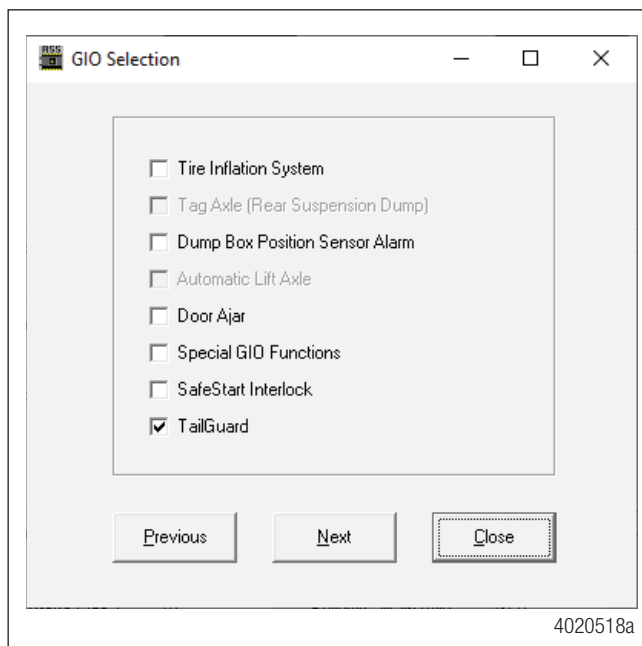 RSS
GIO Selection
Tire Inflation System
Tag Axle (Rear Suspension Dump)
Dump Box Position Sensor Alarm
Automatic Lift Axle
Door Ajar
Special GIO Functions
SafeStart Interlock
TailGuard
Previous Next Close
4020518a